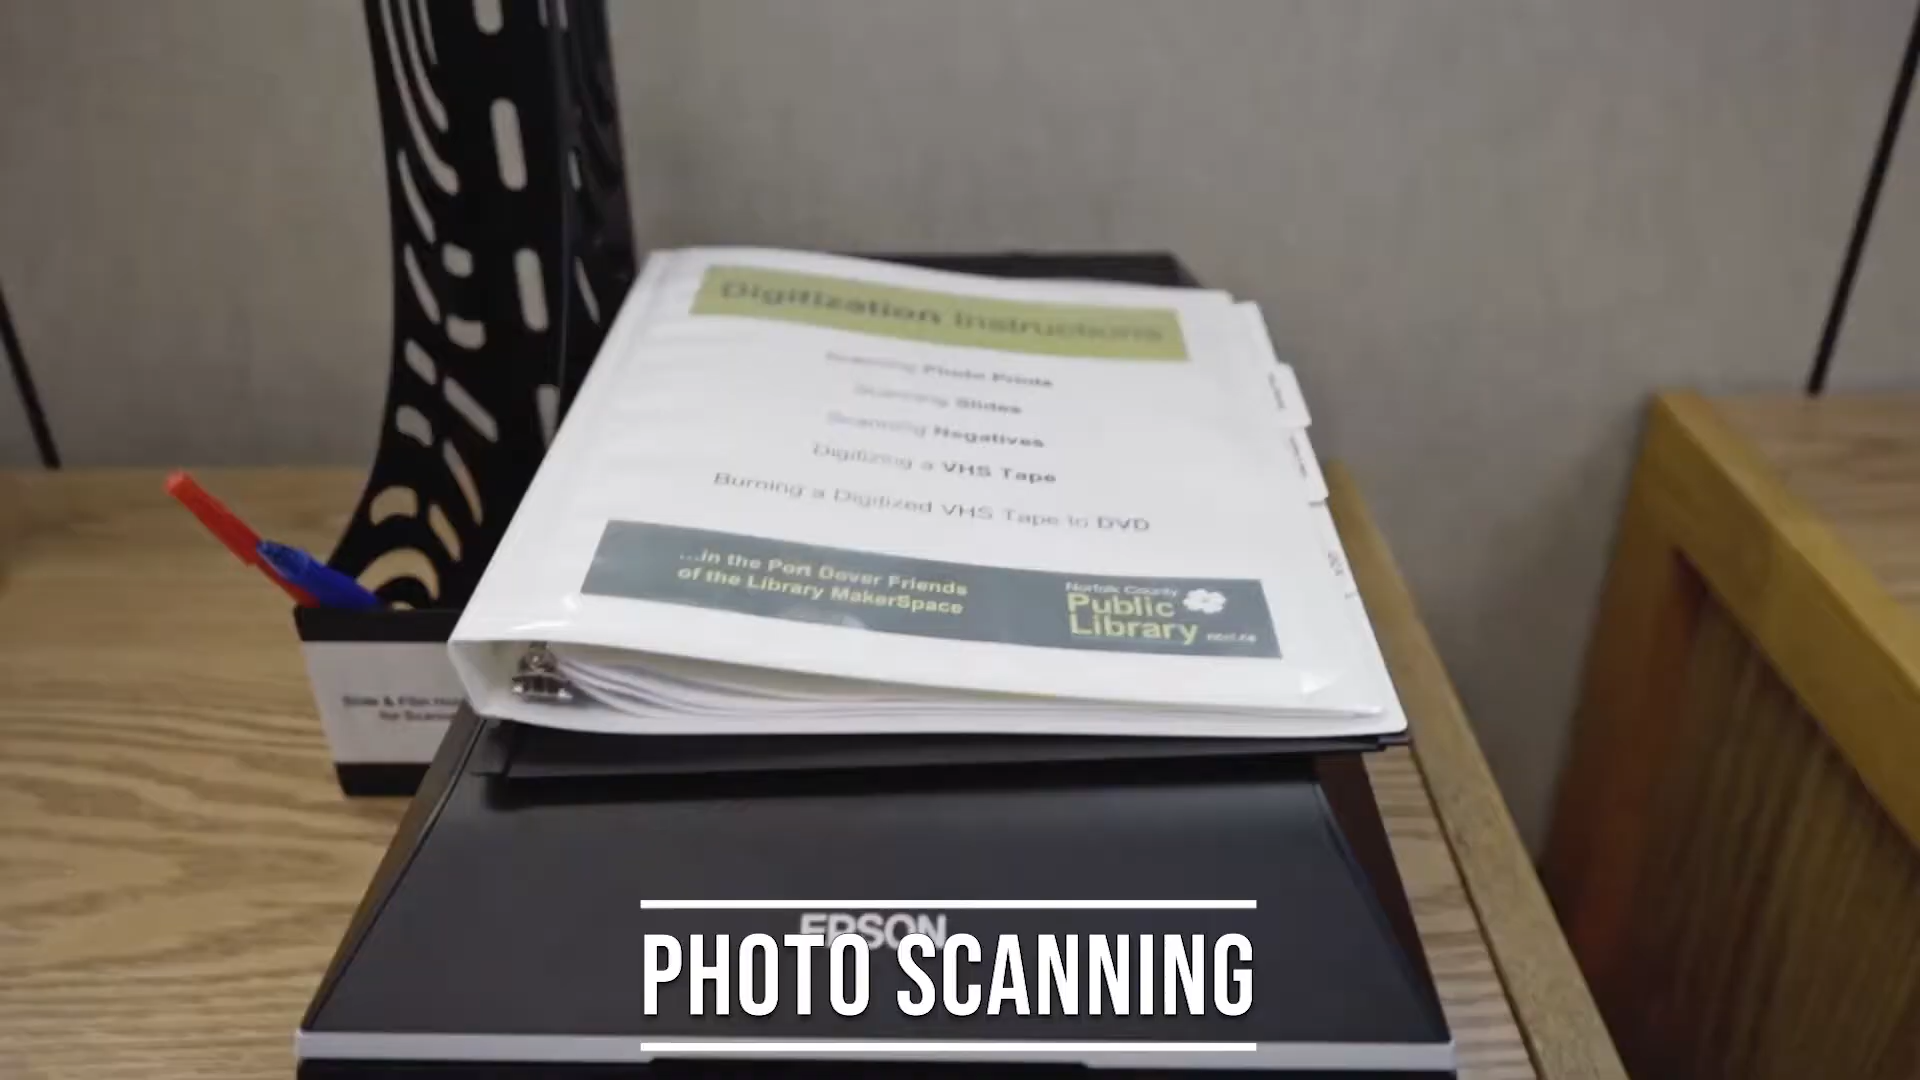 Digitization Instructions
Scanning Photo Prints
Scanning Slides
Scanning Negatives
Digitizing a VHS Tape
Burning a Digitized VHS Tape to DVD
...in the Port Dover Friends
of the Library MakerSpace
Norfolk County
Public
Library
EPSON
PHOTO SCANNING